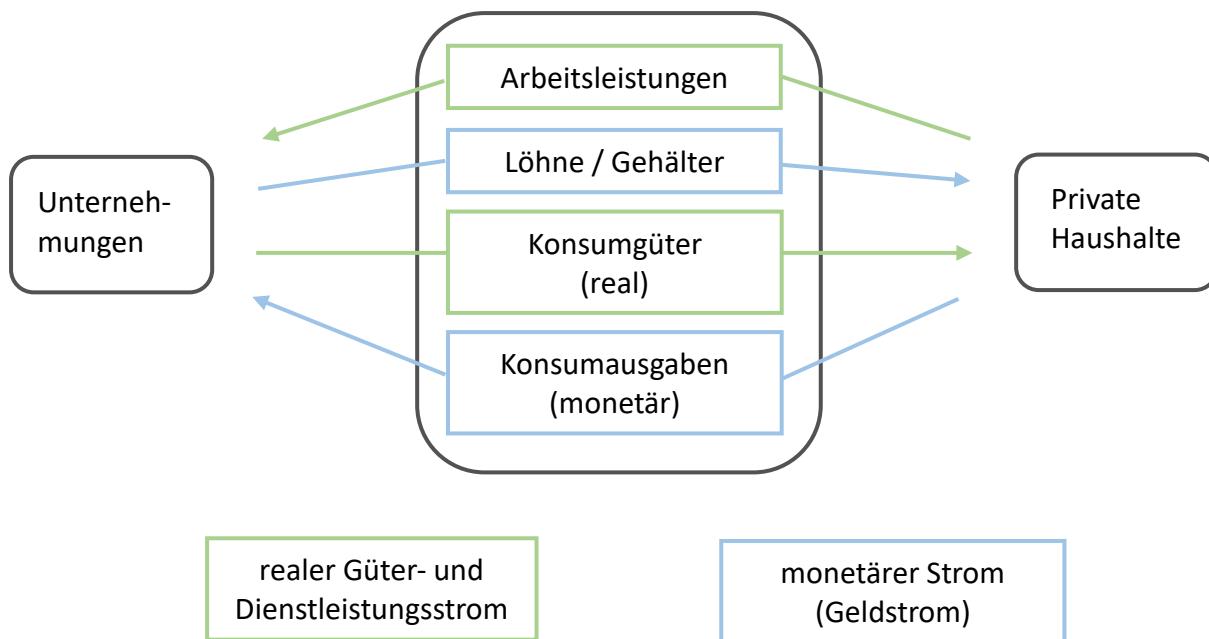 Arbeitsleistungen
Löhne / Gehälter
Unterneh-
mungen
Private
Haushalte
Konsumgüter
(real)
Konsumausgaben
(monetär)
realer Güter- und
Dienstleistungsstrom
monetärer Strom
(Geldstrom)